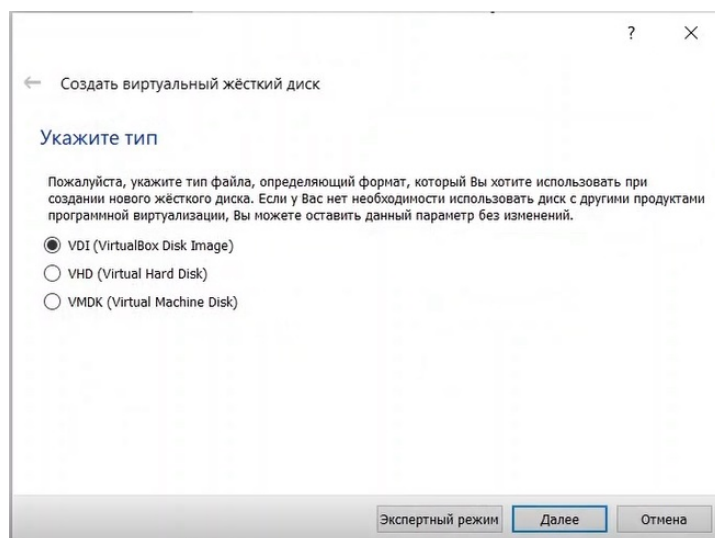 ?
Создать виртуальный жёсткий диск
Укажите тип
Пожалуйста, укажите тип файла, определяющий формат, который Вы хотите использовать при
создании нового жёсткого диска. Если у Вас нет необходимости использовать диск с другими продуктами
программной виртуализации, Вы можете оставить данный параметр без изменений.
VDI (VirtualBox Disk Image)
VHD (Virtual Hard Disk)
VMDK (Virtual Machine Disk)
Экспертный режим Далее Отмена